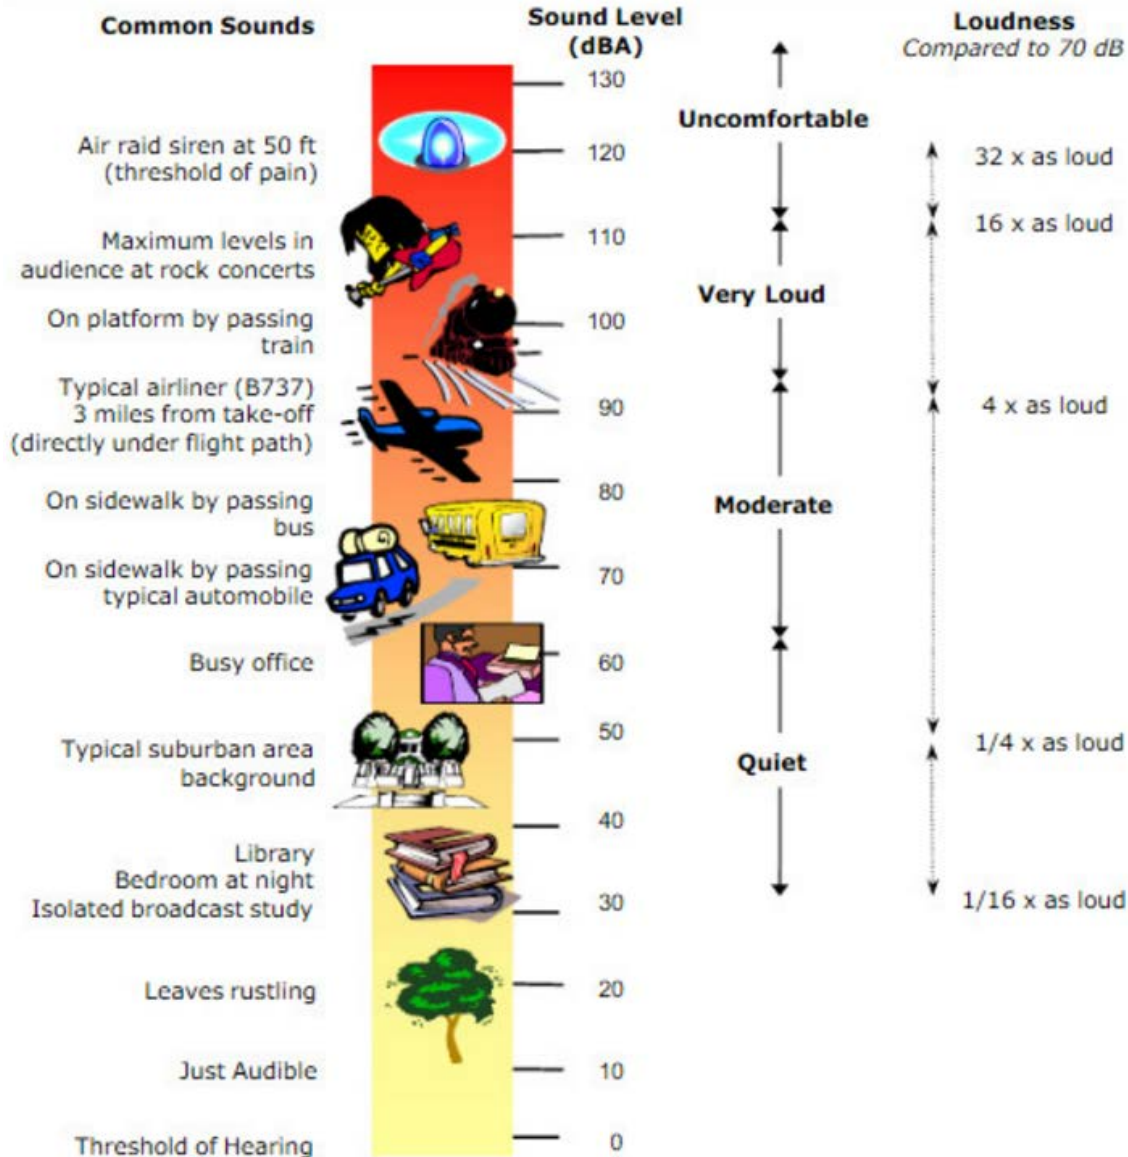 Common Sounds
Sound Level
(dBA)
Loudness
Compared to 70 dB
130
Uncomfortable
Air raid siren at 50 ft
(threshold of pain)
120
32 x as loud
Maximum levels in
audience at rock concerts
110
16 x as loud
Very Loud
On platform by passing
train
100
Typical airliner (B737)
3 miles from take-off
(directly under flight path)
90
4 x as loud
On sidewalk by passing
bus
80
Moderate
On sidewalk by passing
typical automobile
70
Busy office
60
Typical suburban area
background
50
1/4 x as loud
Quiet
40
Library
Bedroom at night
Isolated broadcast study
30
1/16 x as loud
Leaves rustling
20
Just Audible
10
Threshold of Hearing
0